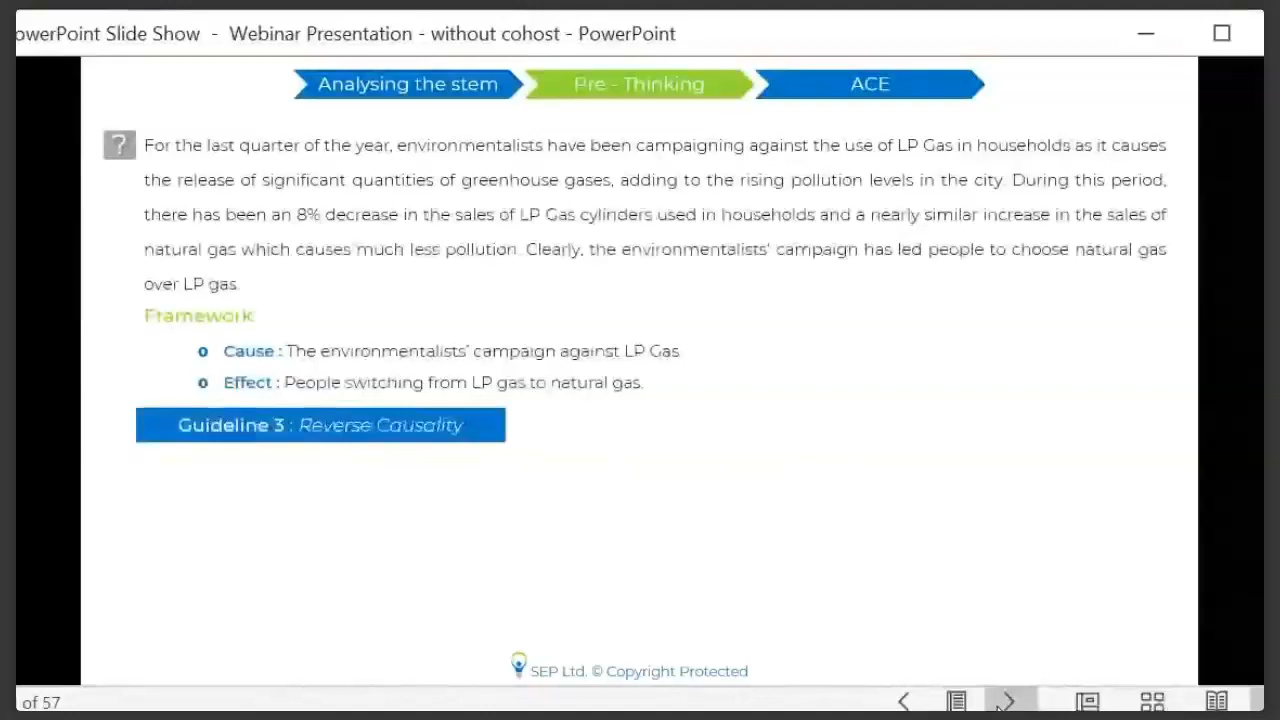 owerPoint Slide Show - Webinar Presentation - without cohost - PowerPoint
Analysing the stem
Pre - Thinking
ACE
? For the last quarter of the year, environmentalists have been campaigning against the use of LP Gas in households as it causes
the release of significant quantities of greenhouse gases, adding to the rising pollution levels in the city. During this period,
there has been an 8% decrease in the sales of LP Gas cylinders used in households and a nearly similar increase in the sales of
natural gas which causes much less pollution. Clearly, the environmentalists' campaign has led people to choose natural gas
over LP gas.
Framework
o Cause : The environmentalists' campaign against LP Gas.
o Effect : People switching from LP gas to natural gas.
Guideline 3 : Reverse Causality
SEP Ltd. © Copyright Protected
of 57